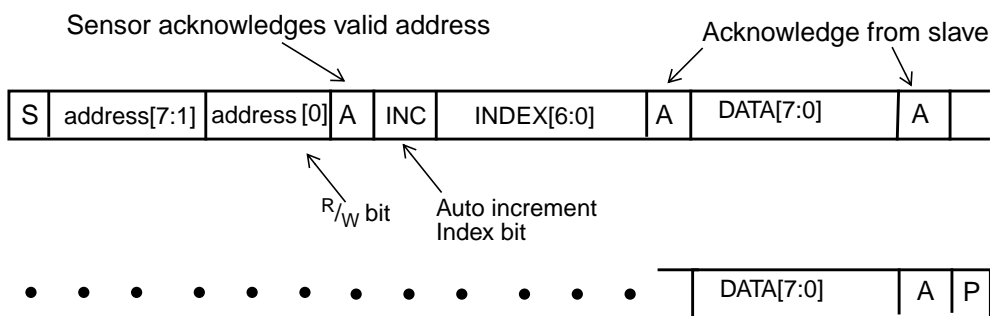 Sensor acknowledges valid address
Acknowledge from slave
S address[7:1] address [0] A INC INDEX[6:0] A DATA[7:0] A
R/W bit
Auto increment
Index bit
DATA[7:0] A P